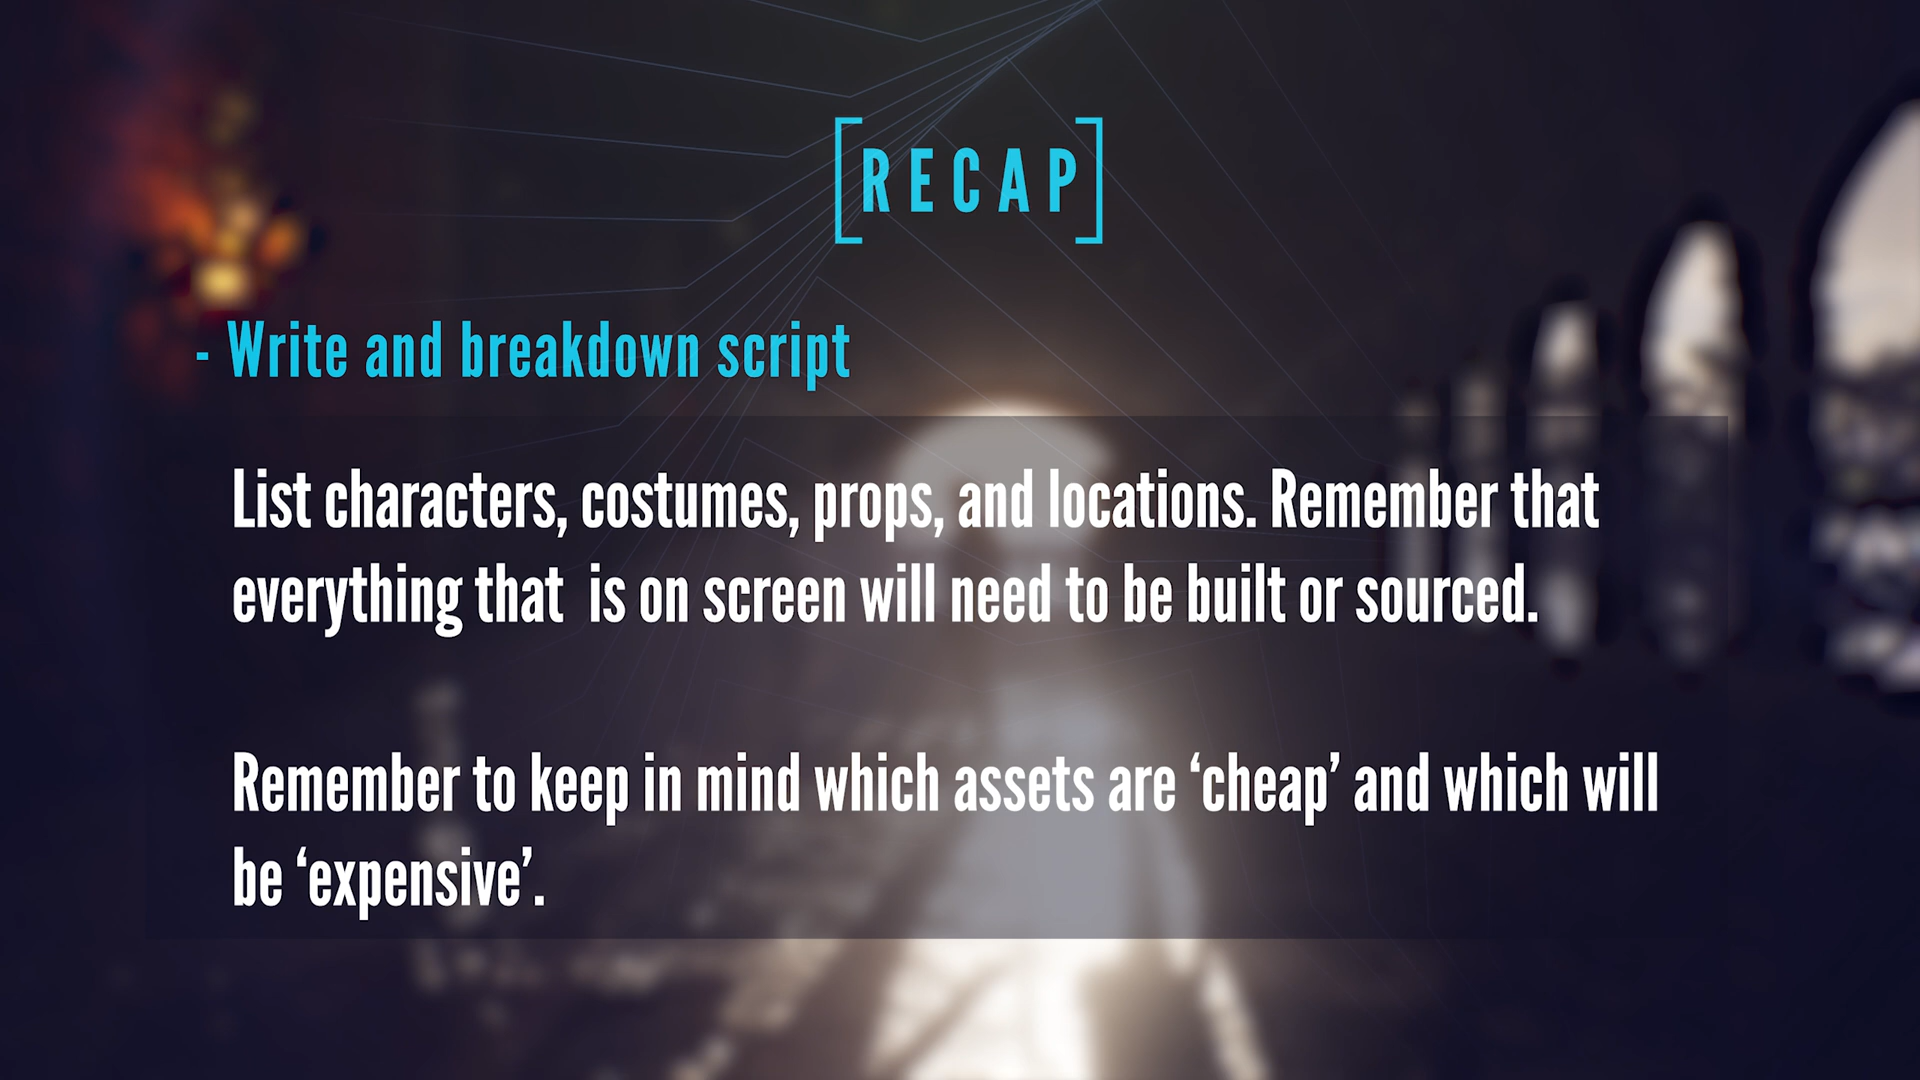 [RECAP]
- Write and breakdown script
List characters, costumes, props, and locations. Remember that
everything that  is on screen will need to be built or sourced.
Remember to keep in mind which assets are ‘cheap’ and which will
be ‘expensive’.